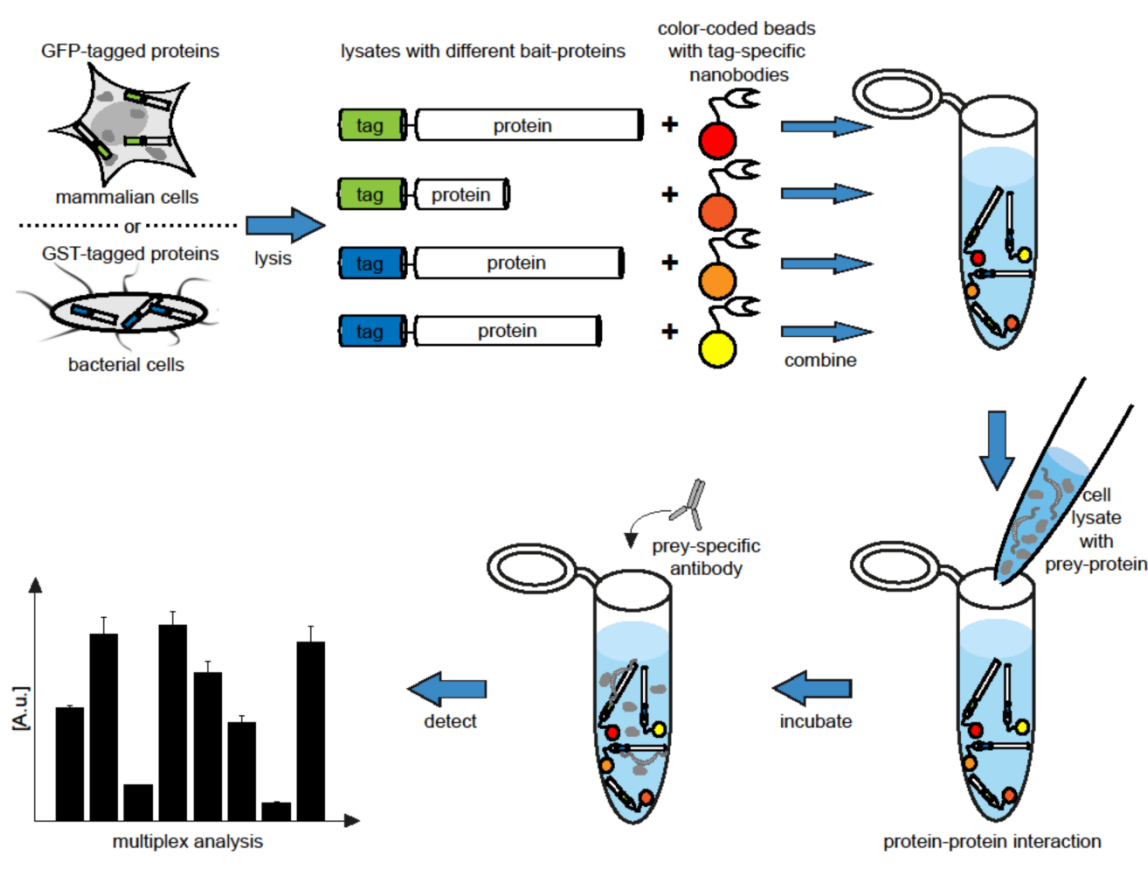 GFP-tagged proteins
mammalian cells
or
GST-tagged proteins
bacterial cells
lysis
lysates with different bait-proteins
tag
protein
+
tag
protein
+
tag
protein
+
tag
protein
+
color-coded beads
with tag-specific
nanobodies
combine
cell
lysate
with
prey-protein
protein-protein interaction
incubate
prey-specific
antibody
detect
[A.u.]
multiplex analysis